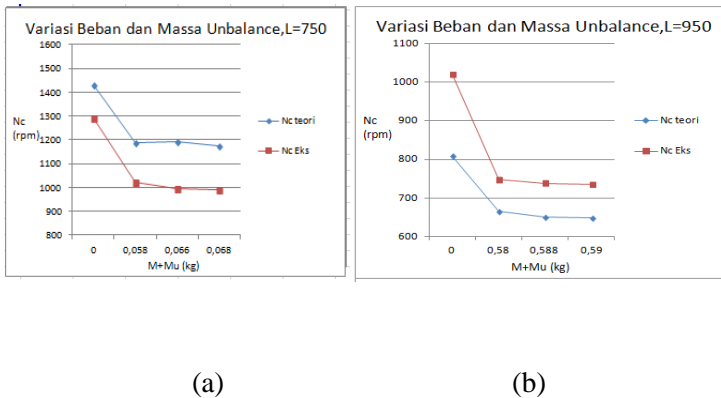 Variasi Beban dan Massa Unbalance,L=750
1600
1500
1400
1300
1200
1100
1000
900
800
Nc
(rpm)
Nc teori
Nc Eks
0 0,058 0,066 0,068
M+Mu (kg)
Variasi Beban dan Massa Unbalance,L=950
1100
1000
900
800
700
600
Nc
(rpm)
Nc teori
Nc Eks
0 0,58 0,588 0,59
M+Mu (kg)
(a) (b)